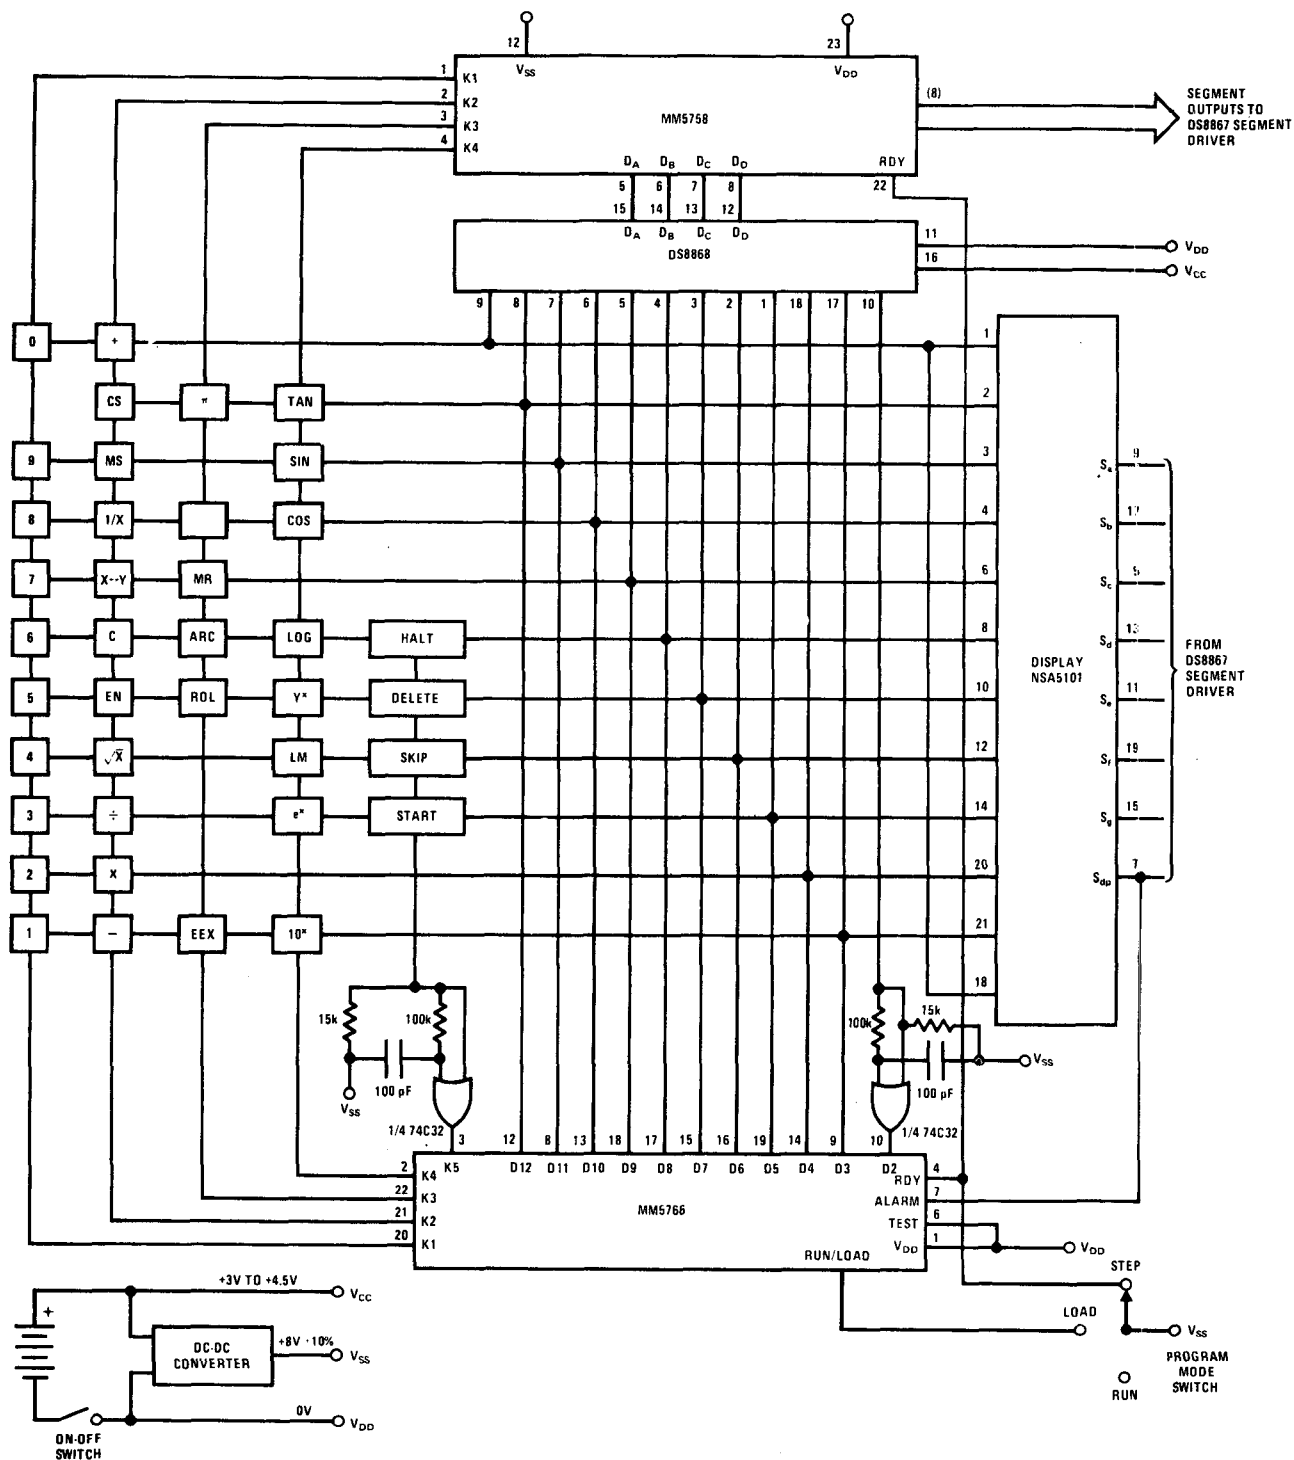 12
23
VSS
VDD
1 K1
2 K2
3 K3
4 K4
MM5758
(8)
SEGMENT
OUTPUTS TO
DS8867 SEGMENT
DRIVER
DA DB DC DD
RDY
5 6 7 8
22
15 14 13 12
DA DB DC DD
DS8868
11
VDD
16
VCC
9 8 7 6 5 4 3 2 1 18 17 10
0 + 1
CS π TAN 2
9 MS SIN 3
Sa 9
8 1/X COS 4
Sb
7 X--Y MR 6
Sc 5
6 C ARC LOG HALT 8
Sd 13
DISPLAY
NSA5101
FROM
DS8867
SEGMENT
DRIVER
5 EN ROL Yx DELETE 10
Se 11
4 √X LM SKIP 12
Sf 19
3 ÷ ex START 14
Sg 15
2 X 20
Sdp 7
1 − EEX 10x 21
18
15k
100k
100 pF
VSS
1/4 74C32
100k
15k
VSS
100 pF
1/4 74C32
3 12 8 13 18 17 15 16 19 14 9 10
K5 D12 D11 D10 D9 D8 D7 D6 D5 D4 D3 D2
2 K4
22 K3
21 K2
20 K1
MM5766
RDY 4
ALARM 7
TEST 6
VDD 1
VDD
RUN/LOAD
STEP
LOAD
VSS
PROGRAM
MODE
SWITCH
RUN
+3V TO +4.5V
VCC
+
DC-DC
CONVERTER
+8V ·10%
VSS
0V
VDD
ON-OFF
SWITCH